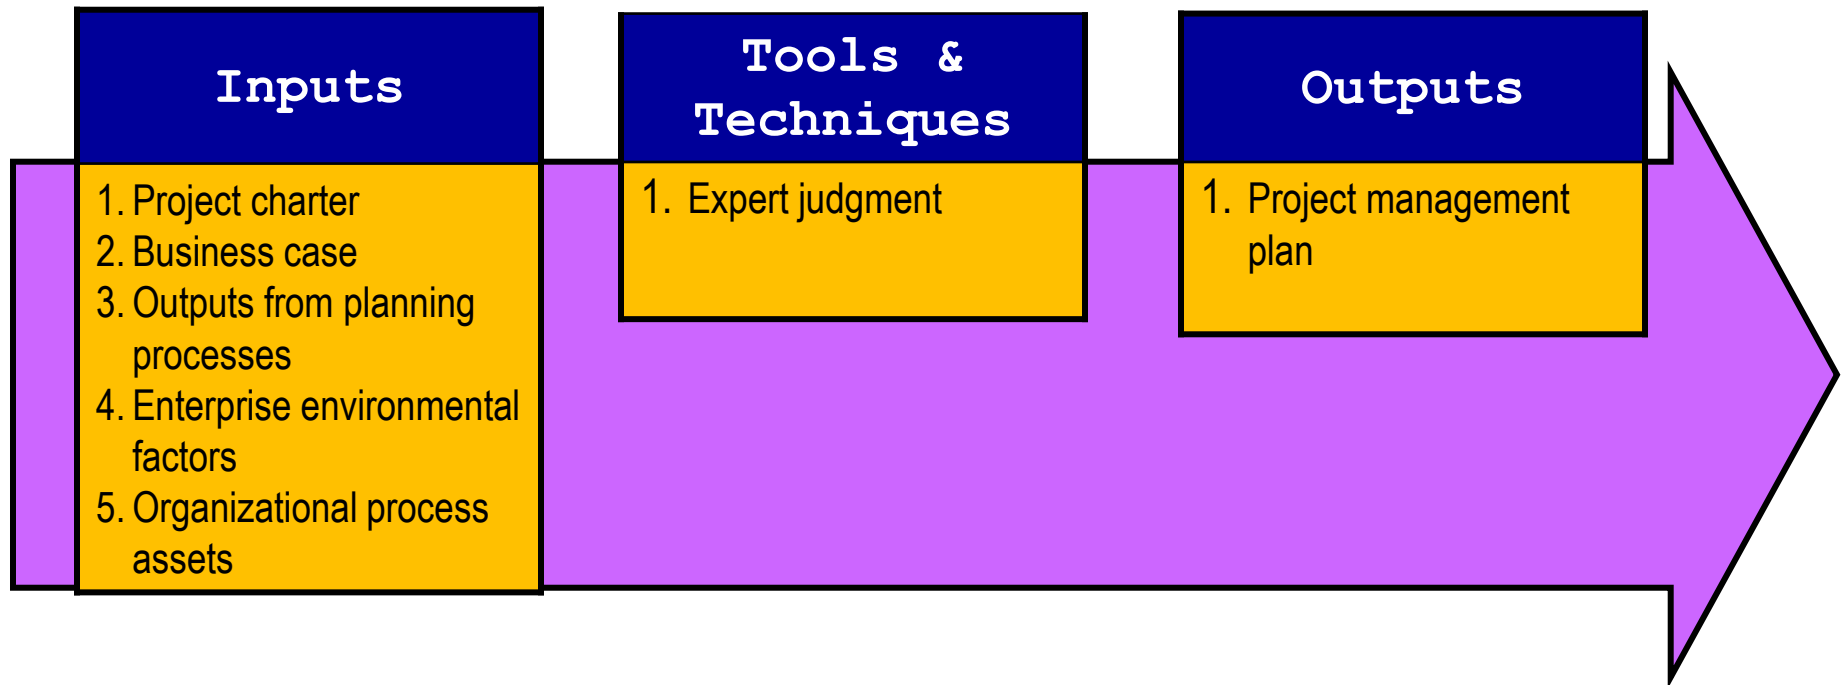 Inputs
1. Project charter
2. Business case
3. Outputs from planning
processes
4. Enterprise environmental
factors
5. Organizational process
assets
Tools &
Techniques
1. Expert judgment
Outputs
1. Project management
plan